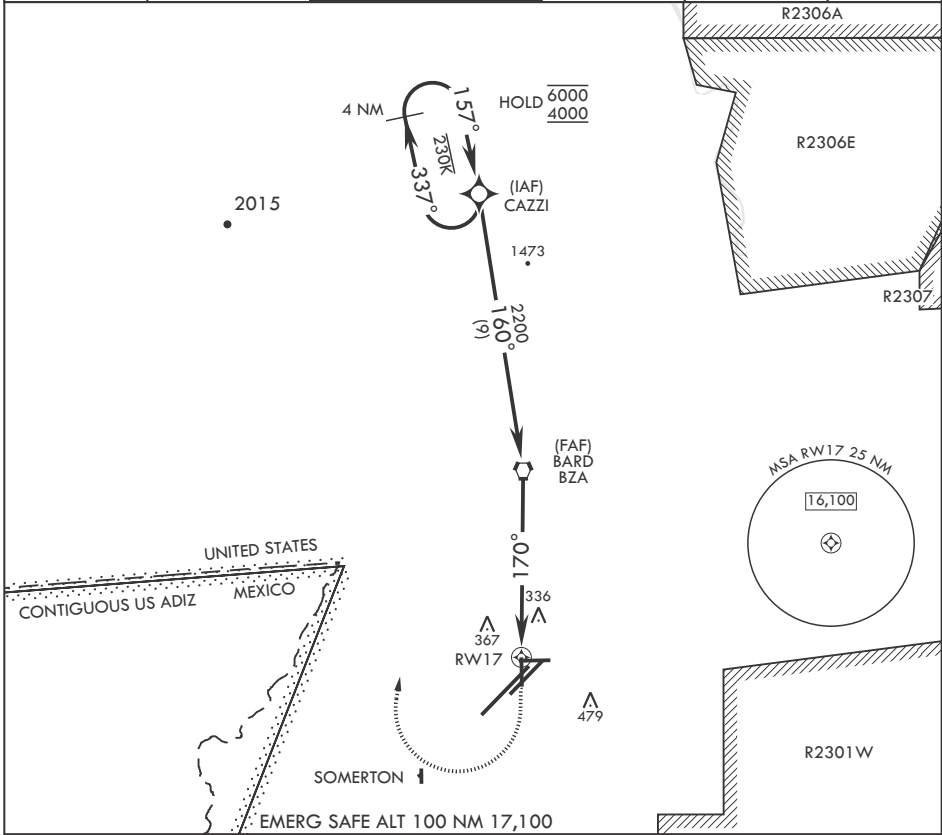 R2306A
4 NM
157°
HOLD 6000
4000
230K
337°
R2306E
(IAF)
CAZZI
2015
1473
R2307
2200
160°
(9)
(FAF)
BARD
BZA
MSA RW17 25 NM
16,100
170°
UNITED STATES
MEXICO
CONTIGUOUS US ADIZ
336
367
RW17
479
R2301W
SOMERTON
EMERG SAFE ALT 100 NM 17,100